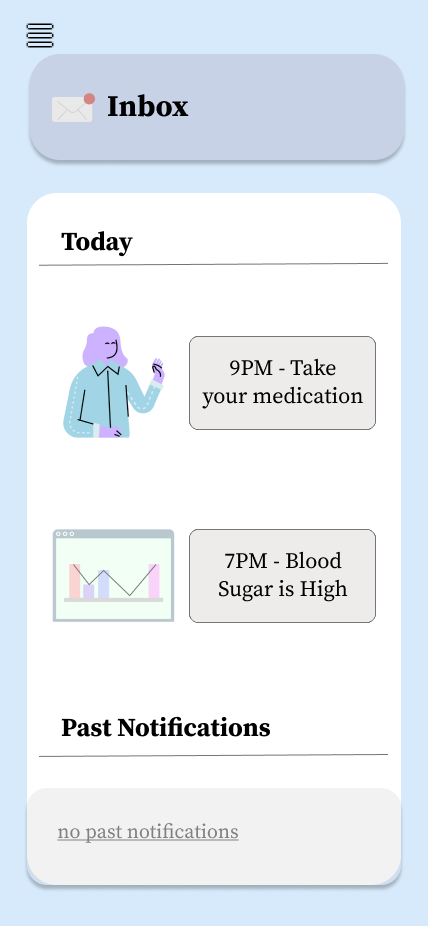 Inbox
Today
9PM - Take
your medication
7PM - Blood
Sugar is High
Past Notifications
no past notifications